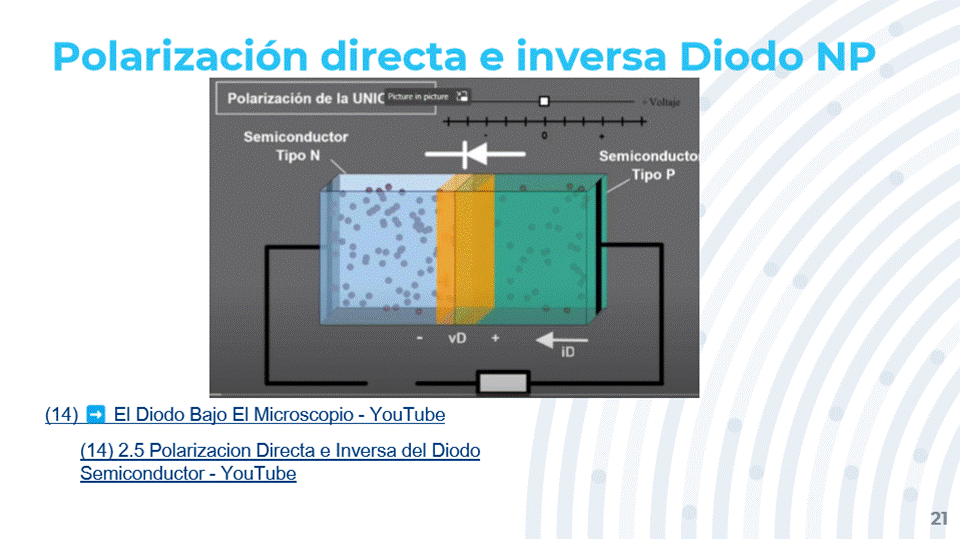 Polarización directa e inversa Diodo NP
Polarización de la UNIC
Picture in picture
+ Voltaje
- 0 +
Semiconductor
Tipo N
Semiconductor
Tipo P
- vD +
iD
(14) ➡ El Diodo Bajo El Microscopio - YouTube
(14) 2.5 Polarizacion Directa e Inversa del Diodo
Semiconductor - YouTube
21